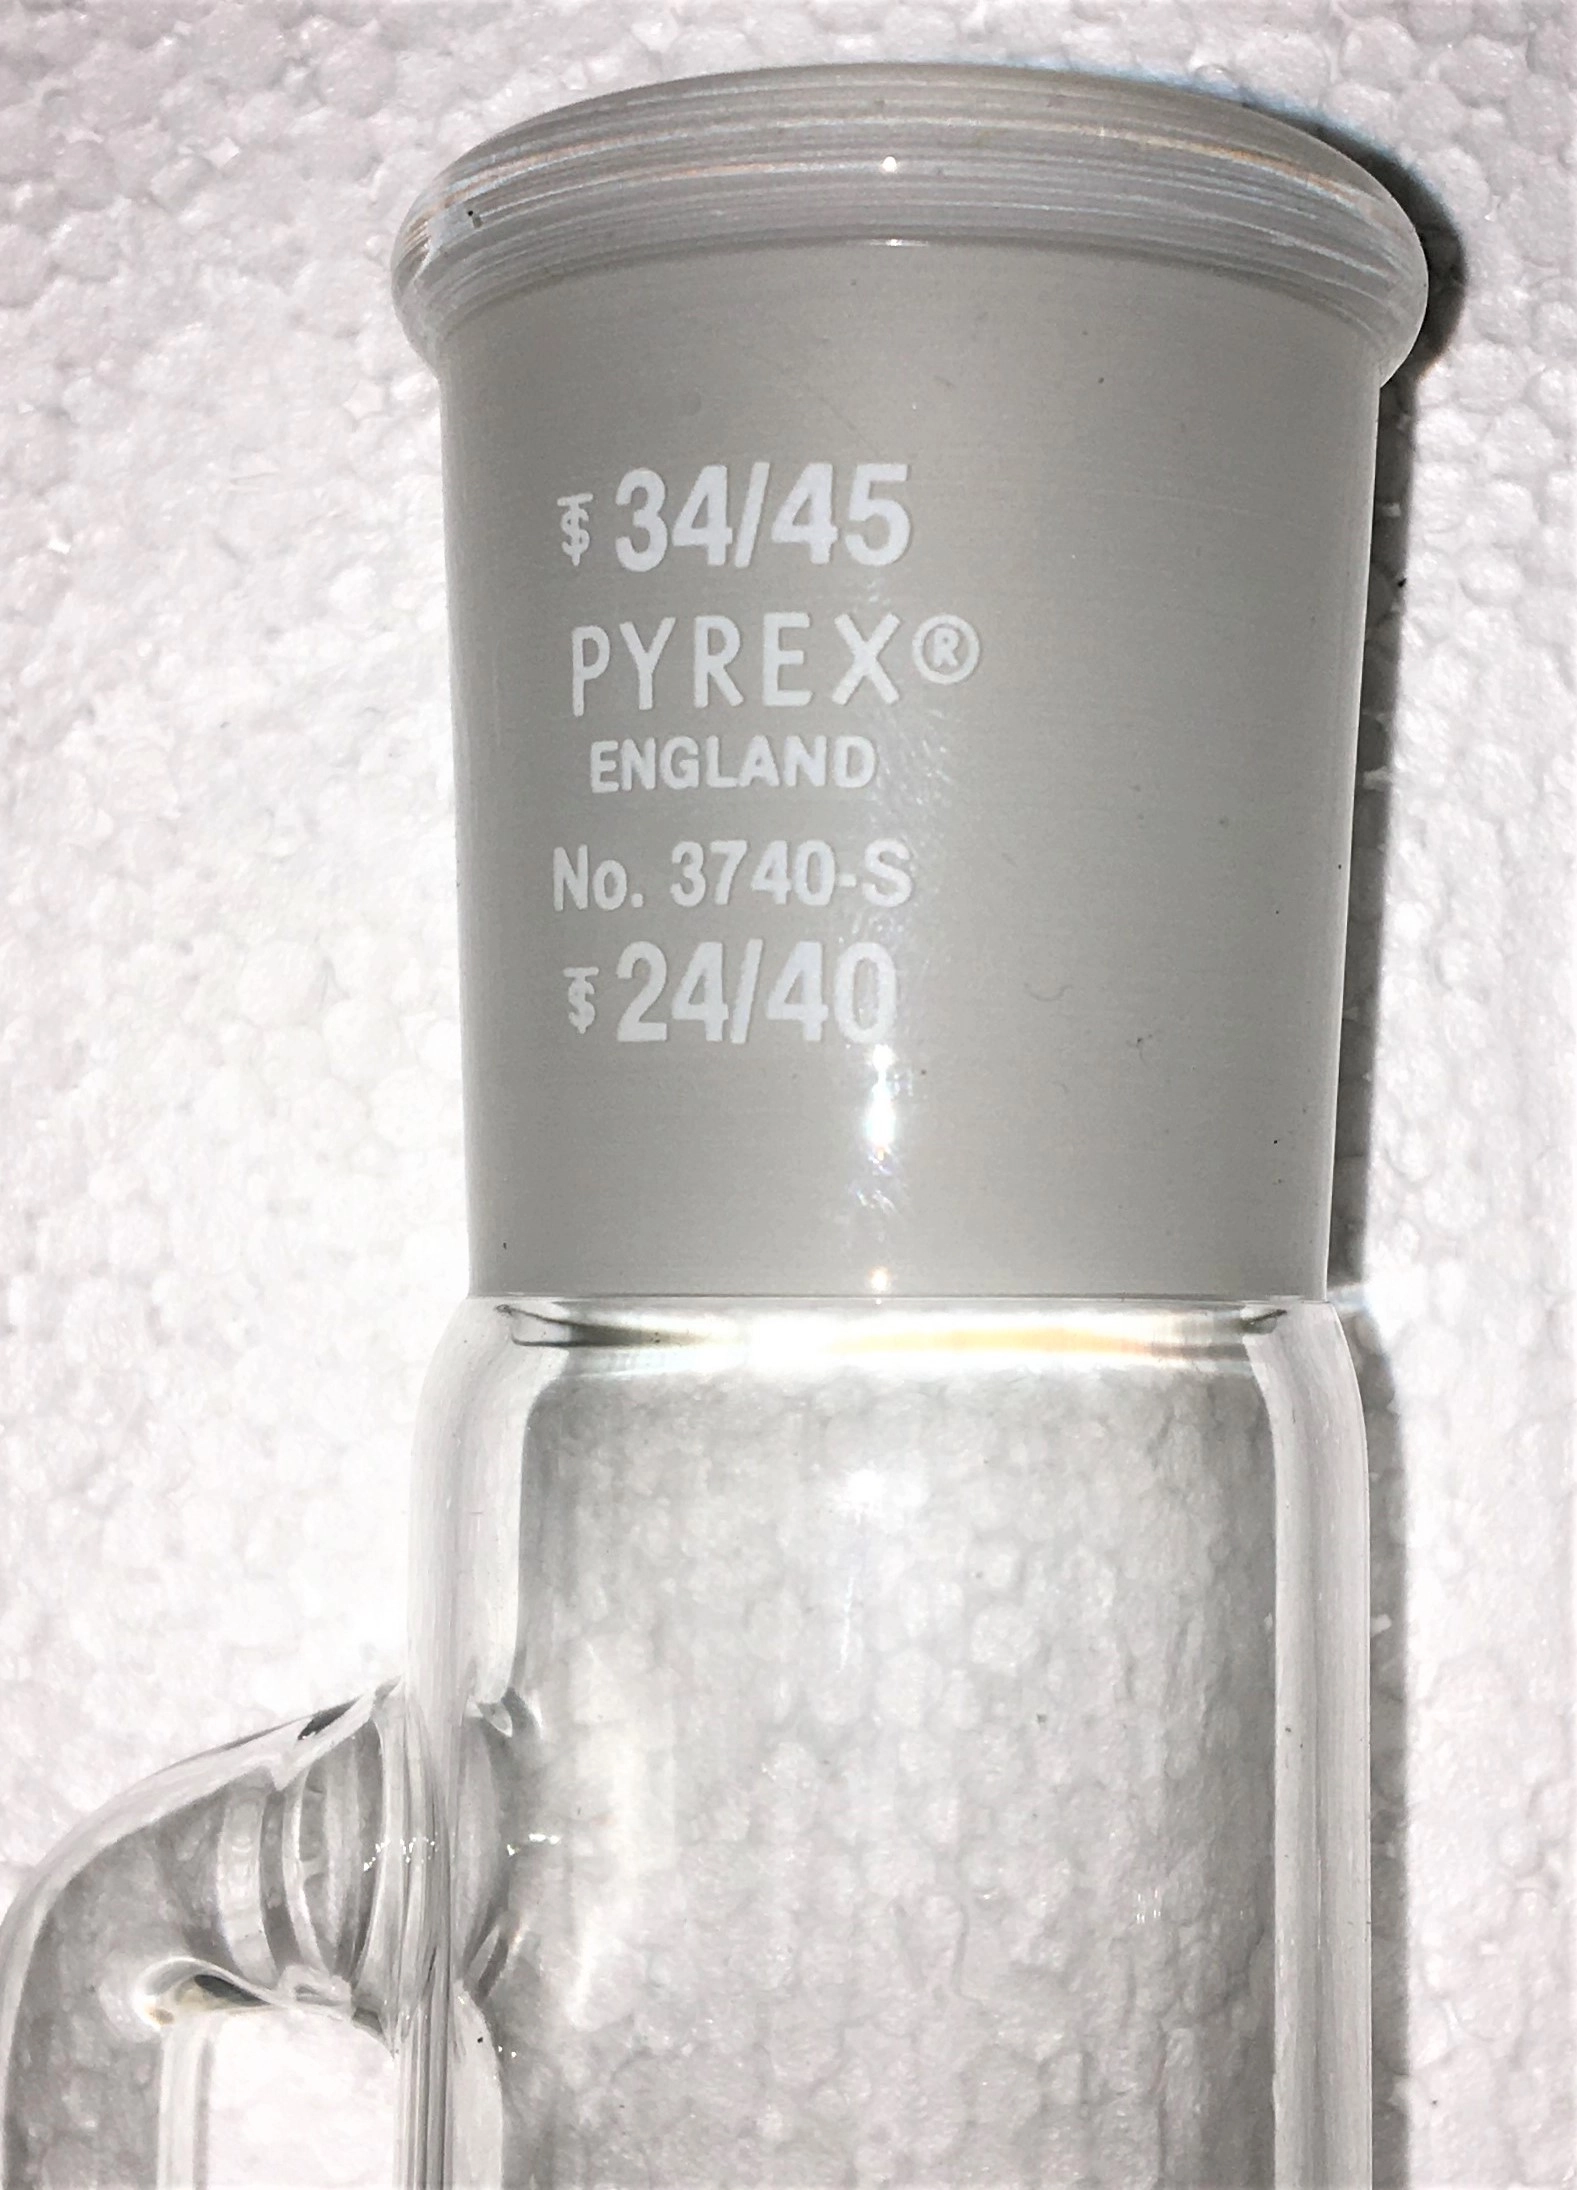 ⟙ 34/45
PYREX®
ENGLAND
No. 3740-S
⟙ 24/40